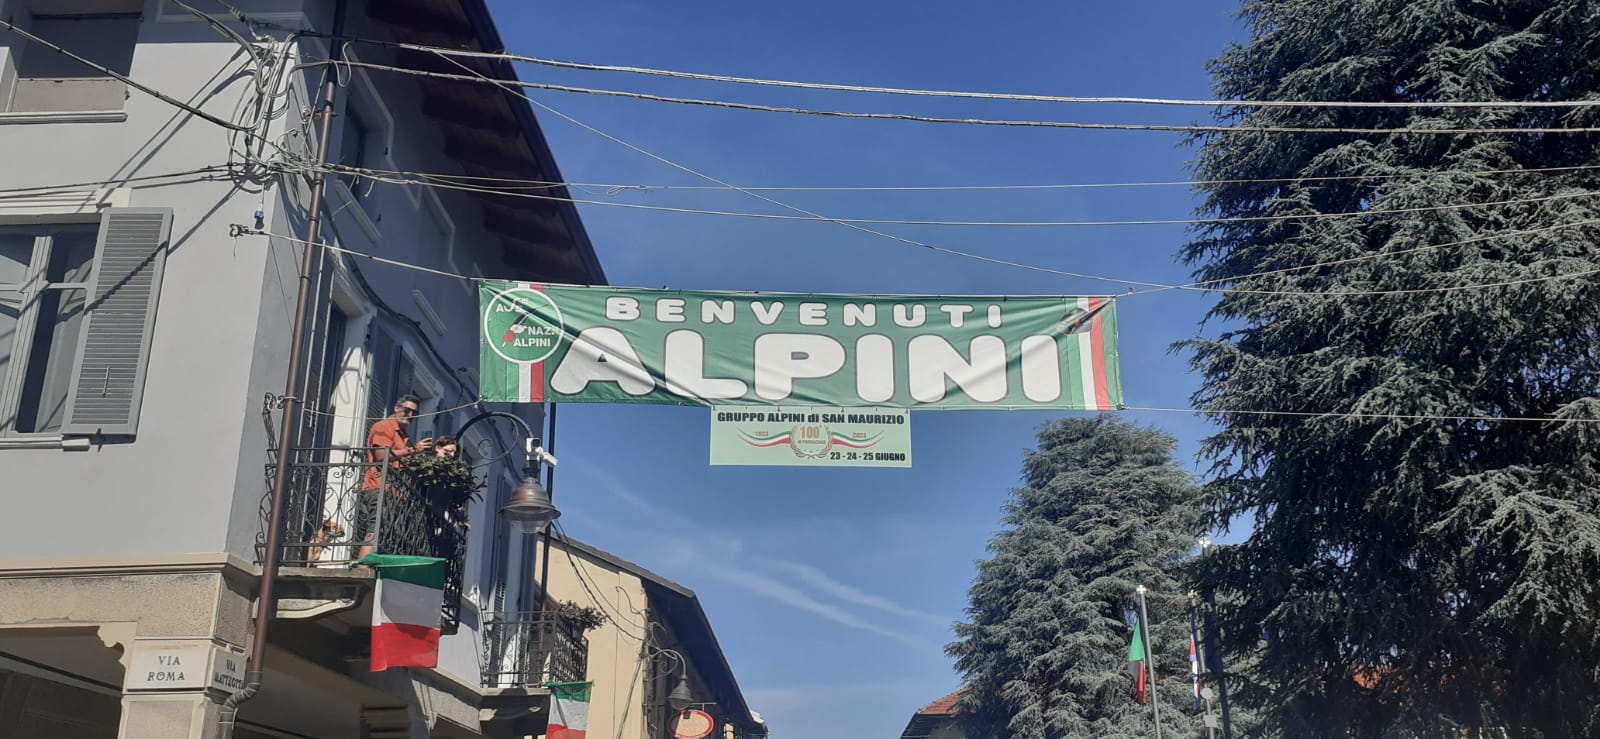 BENVENUTI
ALPINI
NAZ.
ALPINI
GRUPPO ALPINI di SAN MAURIZIO
1923 100° 2023
23 - 24 - 25 GIUGNO
VIA
ROMA
VIA